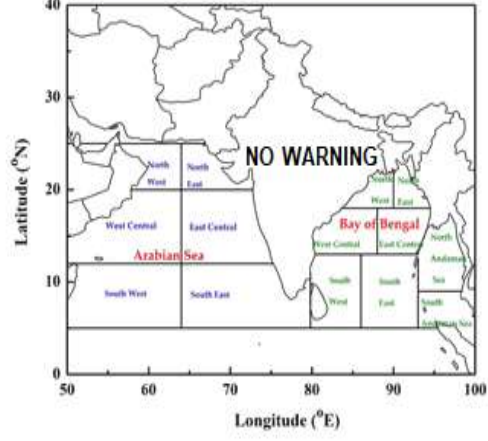 40
30
20
10
0
50
60
70
80
90
100
Latitude (°N)
Longitude (°E)
NO WARNING
North
West
North
East
West Central
East Central
Arabian Sea
South West
South East
North
West
North
East
Bay of Bengal
West Central
East Central
South
West
South
East
North
Andaman
Sea
South
Andaman Sea